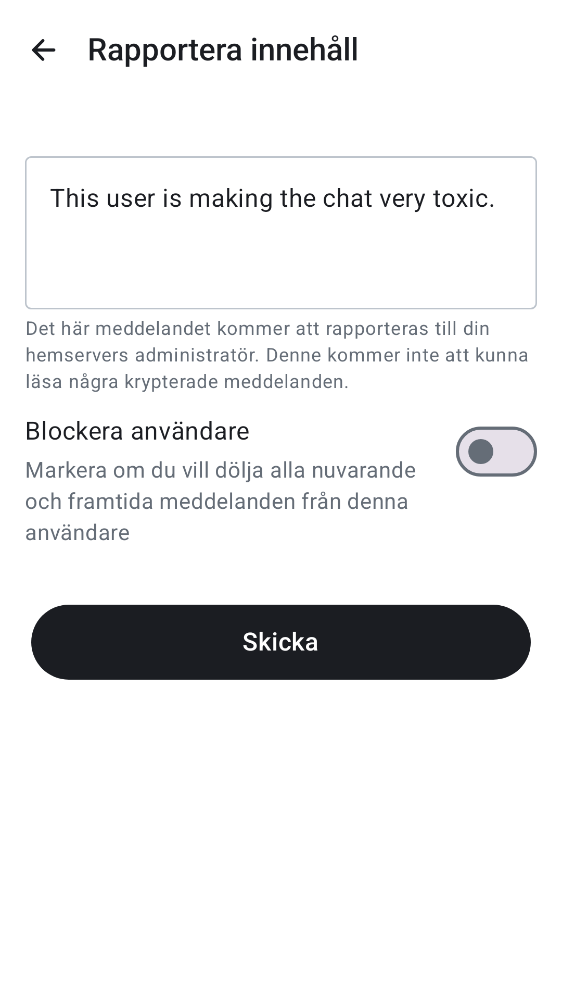 Rapportera innehåll
This user is making the chat very toxic.
Det här meddelandet kommer att rapporteras till din
hemservers administratör. Denne kommer inte att kunna
läsa några krypterade meddelanden.
Blockera användare
Markera om du vill dölja alla nuvarande
och framtida meddelanden från denna
användare
Skicka